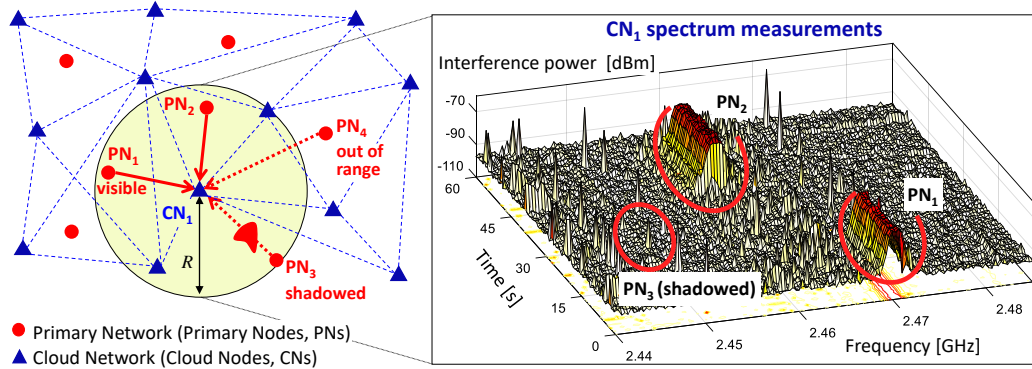 CN1 spectrum measurements
Interference power [dBm]
PN2
PN4
out of
range
PN1
visible
CN1
R
PN3
shadowed
Primary Network (Primary Nodes, PNs)
Cloud Network (Cloud Nodes, CNs)
-70
-90
-110
60
45
30
15
0
Time [s]
PN2
PN1
PN3 (shadowed)
2.44
2.45
2.46
2.47
2.48
Frequency [GHz]